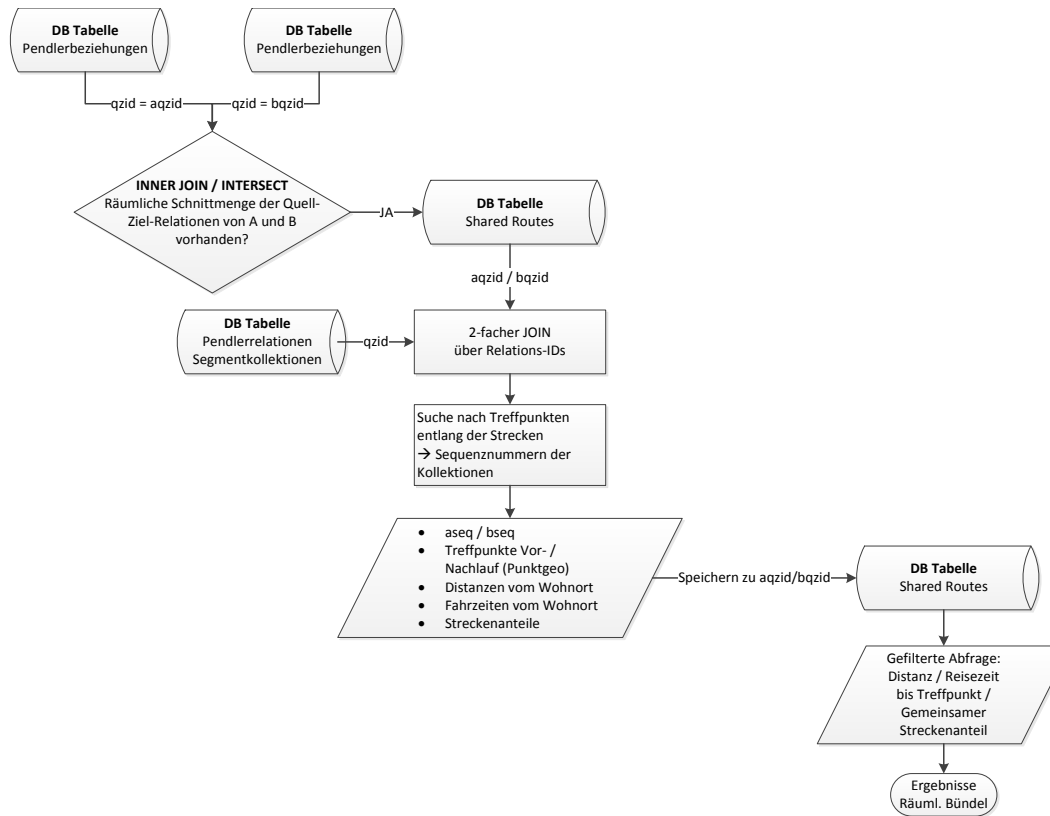 DB Tabelle
Pendlerbeziehungen
DB Tabelle
Pendlerbeziehungen
qzid = aqzid
qzid = bqzid
INNER JOIN / INTERSECT
Räumliche Schnittmenge der Quell-
Ziel-Relationen von A und B
vorhanden?
JA
DB Tabelle
Shared Routes
aqzid / bqzid
DB Tabelle
Pendlerrelationen
Segmentkollektionen
qzid
2-facher JOIN
über Relations-IDs
Suche nach Treffpunkten
entlang der Strecken
→ Sequenznummern der
Kollektionen
• aseq / bseq
• Treffpunkte Vor- /
Nachlauf (Punktgeo)
• Distanzen vom Wohnort
• Fahrzeiten vom Wohnort
• Streckenanteile
Speichern zu aqzid/bqzid
DB Tabelle
Shared Routes
Gefilterte Abfrage:
Distanz / Reisezeit
bis Treffpunkt /
Gemeinsamer
Streckenanteil
Ergebnisse
Räuml. Bündel